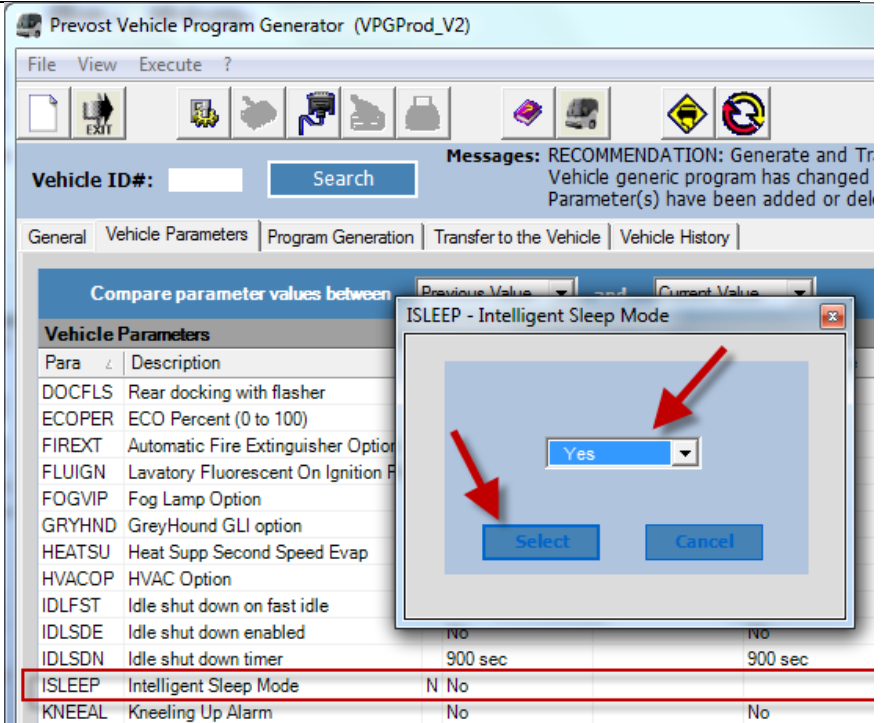 Prevost Vehicle Program Generator (VPGProd_V2)
File View Execute ?
EXIT
Messages: RECOMMENDATION: Generate and
Vehicle ID#: Search Vehicle generic program has changed
Parameter(s) have been added or
General Vehicle Parameters Program Generation Transfer to the Vehicle Vehicle History
Compare parameter values between Previous Value and Current Value
ISLEEP - Intelligent Sleep Mode
Vehicle Parameters
Para Description
DOCFLS Rear docking with flasher
ECOPER ECO Percent (0 to 100)
FIREXT Automatic Fire Extinguisher Option
Yes
FLUIGN Lavatory Fluorescent On Ignition
FOGVIP Fog Lamp Option
GRYHND GreyHound GLI option
Select Cancel
HEATSU Heat Supp Second Speed Evap
HVACOP HVAC Option
IDLFST Idle shut down on fast idle
IDLSDE Idle shut down enabled No No
IDLSDN Idle shut down timer 900 sec 900 sec
ISLEEP Intelligent Sleep Mode N No
KNEEAL Kneeling Up Alarm No No